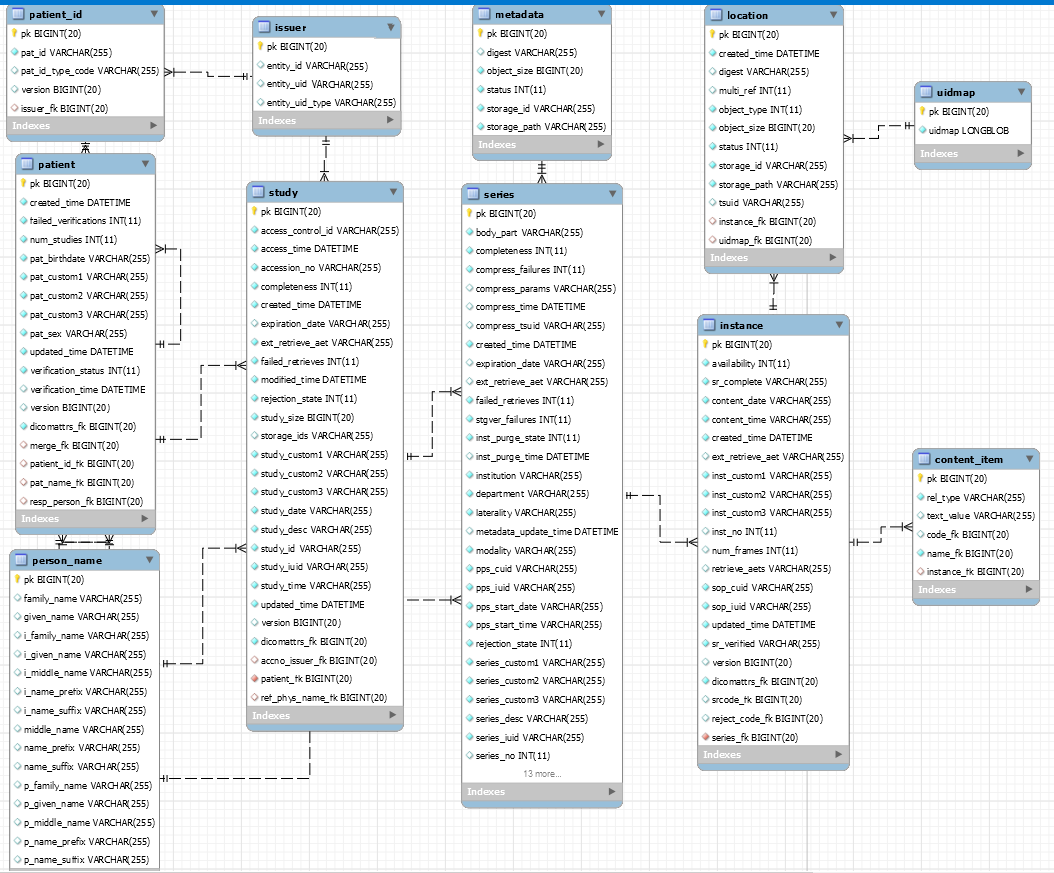 patient_id
pk BIGINT(20)
pat_id VARCHAR(255)
pat_id_type_code VARCHAR(255)
version BIGINT(20)
issuer_fk BIGINT(20)
Indexes
issuer
pk BIGINT(20)
entity_id VARCHAR(255)
entity_uid VARCHAR(255)
entity_uid_type VARCHAR(255)
Indexes
metadata
pk BIGINT(20)
digest VARCHAR(255)
object_size BIGINT(20)
status INT(11)
storage_id VARCHAR(255)
storage_path VARCHAR(255)
Indexes
location
pk BIGINT(20)
created_time DATETIME
digest VARCHAR(255)
multi_ref INT(11)
object_type INT(11)
object_size BIGINT(20)
status INT(11)
storage_id VARCHAR(255)
storage_path VARCHAR(255)
tsuid VARCHAR(255)
instance_fk BIGINT(20)
uidmap_fk BIGINT(20)
Indexes
uidmap
pk BIGINT(20)
uidmap LONGBLOB
Indexes
patient
pk BIGINT(20)
created_time DATETIME
failed_verifications INT(11)
num_studies INT(11)
pat_birthdate VARCHAR(255)
pat_custom1 VARCHAR(255)
pat_custom2 VARCHAR(255)
pat_custom3 VARCHAR(255)
pat_sex VARCHAR(255)
updated_time DATETIME
verification_status INT(11)
verification_time DATETIME
version BIGINT(20)
dicomattrs_fk BIGINT(20)
merge_fk BIGINT(20)
patient_id_fk BIGINT(20)
pat_name_fk BIGINT(20)
resp_person_fk BIGINT(20)
Indexes
study
pk BIGINT(20)
access_control_id VARCHAR(255)
access_time DATETIME
accession_no VARCHAR(255)
completeness INT(11)
created_time DATETIME
expiration_date VARCHAR(255)
ext_retrieve_aet VARCHAR(255)
failed_retrieves INT(11)
modified_time DATETIME
rejection_state INT(11)
study_size BIGINT(20)
storage_ids VARCHAR(255)
study_custom1 VARCHAR(255)
study_custom2 VARCHAR(255)
study_custom3 VARCHAR(255)
study_date VARCHAR(255)
study_desc VARCHAR(255)
study_id VARCHAR(255)
study_iuid VARCHAR(255)
study_time VARCHAR(255)
updated_time DATETIME
version BIGINT(20)
dicomattrs_fk BIGINT(20)
accno_issuer_fk BIGINT(20)
patient_fk BIGINT(20)
ref_phys_name_fk BIGINT(20)
Indexes
series
pk BIGINT(20)
body_part VARCHAR(255)
completeness INT(11)
compress_failures INT(11)
compress_params VARCHAR(255)
compress_time DATETIME
compress_tsuid VARCHAR(255)
created_time DATETIME
expiration_date VARCHAR(255)
ext_retrieve_aet VARCHAR(255)
failed_retrieves INT(11)
stgver_failures INT(11)
inst_purge_state INT(11)
inst_purge_time DATETIME
institution VARCHAR(255)
department VARCHAR(255)
laterality VARCHAR(255)
metadata_update_time DATETIME
modality VARCHAR(255)
pps_cuid VARCHAR(255)
pps_iuid VARCHAR(255)
pps_start_date VARCHAR(255)
pps_start_time VARCHAR(255)
rejection_state INT(11)
series_custom1 VARCHAR(255)
series_custom2 VARCHAR(255)
series_custom3 VARCHAR(255)
series_desc VARCHAR(255)
series_iuid VARCHAR(255)
series_no INT(11)
13 more...
Indexes
instance
pk BIGINT(20)
availability INT(11)
sr_complete VARCHAR(255)
content_date VARCHAR(255)
content_time VARCHAR(255)
created_time DATETIME
ext_retrieve_aet VARCHAR(255)
inst_custom1 VARCHAR(255)
inst_custom2 VARCHAR(255)
inst_custom3 VARCHAR(255)
inst_no INT(11)
num_frames INT(11)
retrieve_aets VARCHAR(255)
sop_cuid VARCHAR(255)
sop_iuid VARCHAR(255)
updated_time DATETIME
sr_verified VARCHAR(255)
version BIGINT(20)
dicomattrs_fk BIGINT(20)
srcode_fk BIGINT(20)
reject_code_fk BIGINT(20)
series_fk BIGINT(20)
Indexes
content_item
pk BIGINT(20)
rel_type VARCHAR(255)
text_value VARCHAR(255)
code_fk BIGINT(20)
name_fk BIGINT(20)
instance_fk BIGINT(20)
Indexes
person_name
pk BIGINT(20)
family_name VARCHAR(255)
given_name VARCHAR(255)
i_family_name VARCHAR(255)
i_given_name VARCHAR(255)
i_middle_name VARCHAR(255)
i_name_prefix VARCHAR(255)
i_name_suffix VARCHAR(255)
middle_name VARCHAR(255)
name_prefix VARCHAR(255)
name_suffix VARCHAR(255)
p_family_name VARCHAR(255)
p_given_name VARCHAR(255)
p_middle_name VARCHAR(255)
p_name_prefix VARCHAR(255)
p_name_suffix VARCHAR(255)